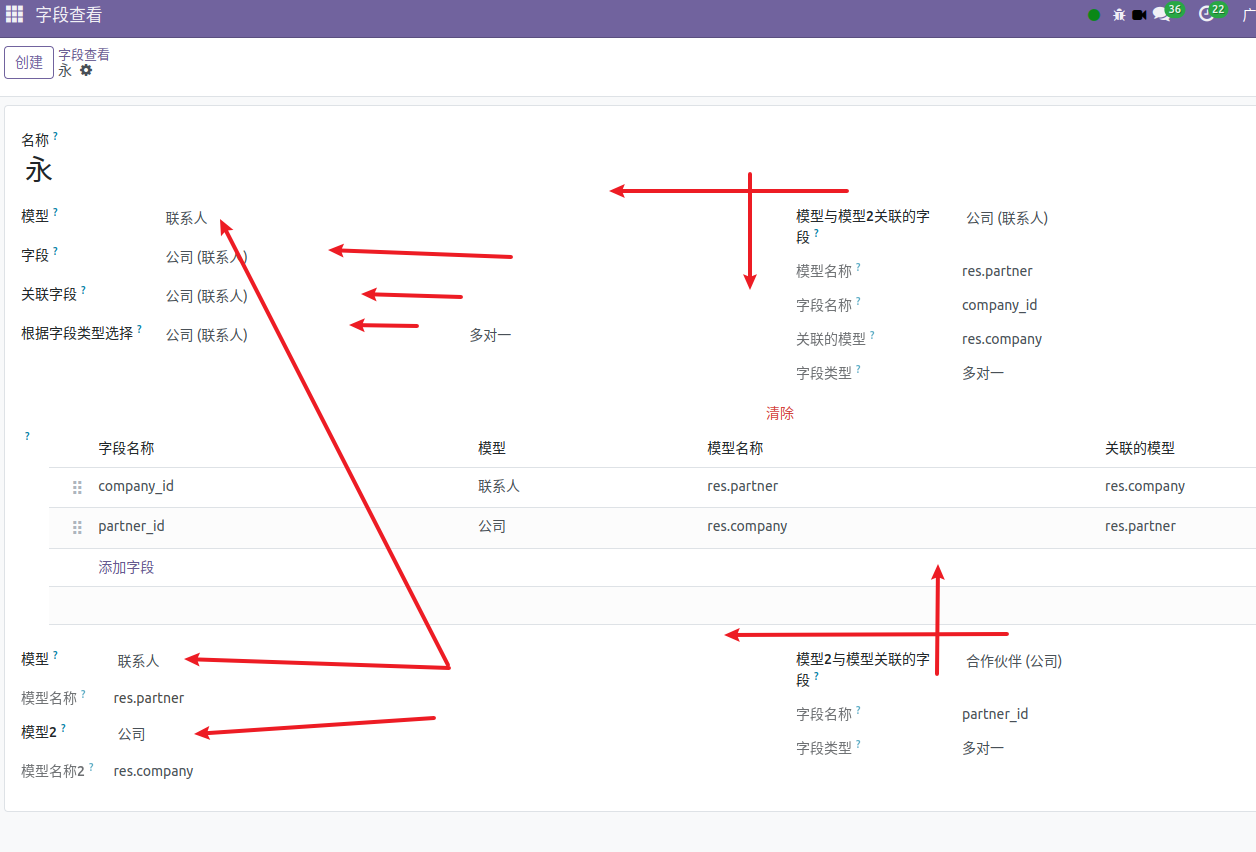 字段查看
36
22
创建
字段查看
永
名称 ?
永
模型 ?
联系人
字段 ?
公司 (联系人)
关联字段 ?
公司 (联系人)
根据字段类型选择 ?
公司 (联系人)
多对一
模型与模型2关联的字
段 ?
公司 (联系人)
模型名称 ?
res.partner
字段名称 ?
company_id
关联的模型 ?
res.company
字段类型 ?
多对一
清除
?
字段名称 模型 模型名称 关联的模型
company_id 联系人 res.partner res.company
partner_id 公司 res.company res.partner
添加字段
模型 ?
联系人
模型名称 ?
res.partner
模型2 ?
公司
模型名称2 ?
res.company
模型2与模型关联的字
段 ?
合作伙伴 (公司)
字段名称 ?
partner_id
字段类型 ?
多对一